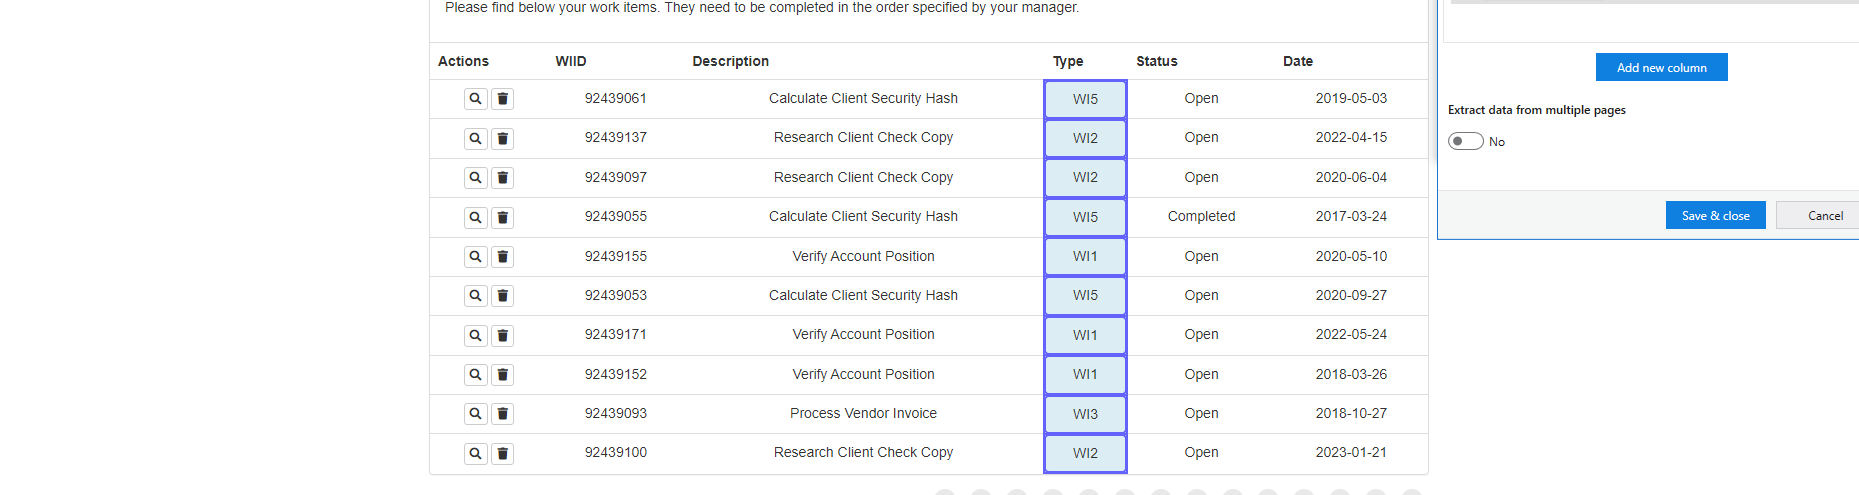 Please find below your work items. They need to be completed in the order specified by your manager.
Actions WIID Description Type Status Date
92439061 Calculate Client Security Hash WI5 Open 2019-05-03
92439137 Research Client Check Copy WI2 Open 2022-04-15
92439097 Research Client Check Copy WI2 Open 2020-06-04
92439055 Calculate Client Security Hash WI5 Completed 2017-03-24
92439155 Verify Account Position WI1 Open 2020-05-10
92439053 Calculate Client Security Hash WI5 Open 2020-09-27
92439171 Verify Account Position WI1 Open 2022-05-24
92439152 Verify Account Position WI1 Open 2018-03-26
92439093 Process Vendor Invoice WI3 Open 2018-10-27
92439100 Research Client Check Copy WI2 Open 2023-01-21
Add new column
Extract data from multiple pages
No
Save & close Cancel